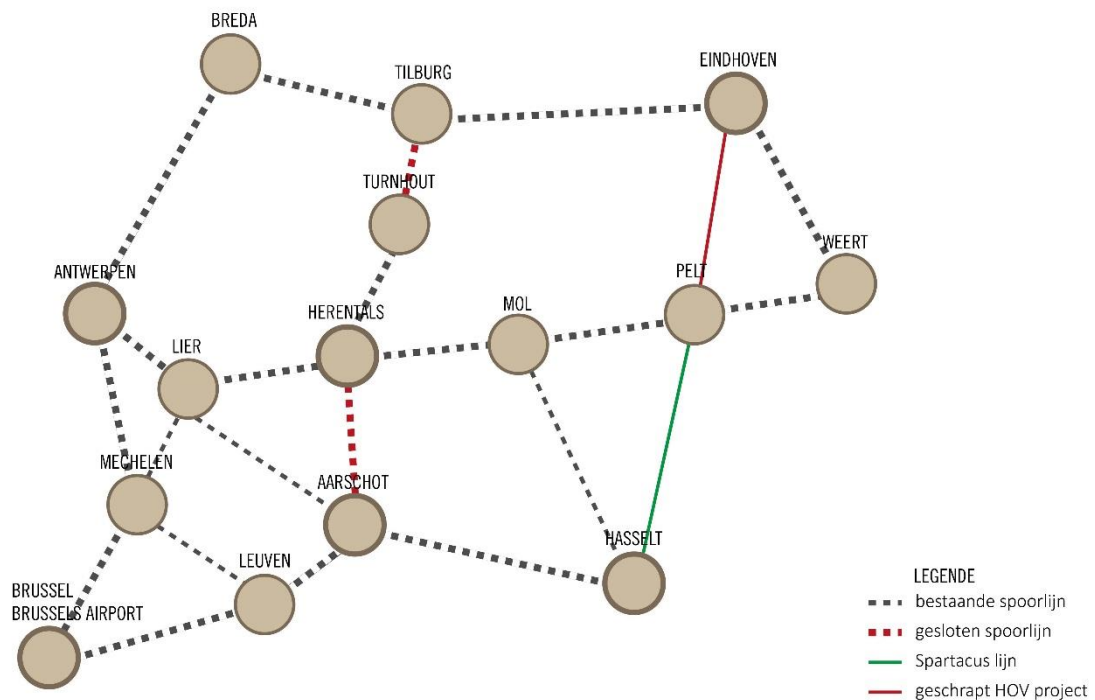 BREDA
TILBURG
EINDHOVEN
TURNHOUT
WEERT
ANTWERPEN
PELT
HERENTALS
MOL
LIER
MECHELEN
AARSCHOT
HASSELT
LEUVEN
BRUSSEL
BRUSSELS AIRPORT
LEGENDE
bestaande spoorlijn
gesloten spoorlijn
Spartacus lijn
geschrapt HOV project